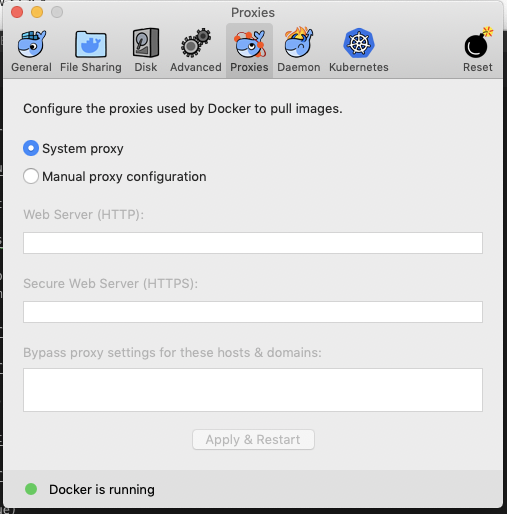 Proxies
General File Sharing Disk Advanced Proxies Daemon Kubernetes Reset
Configure the proxies used by Docker to pull images.
System proxy
Manual proxy configuration
Web Server (HTTP):
Secure Web Server (HTTPS):
Bypass proxy settings for these hosts & domains:
Apply & Restart
Docker is running